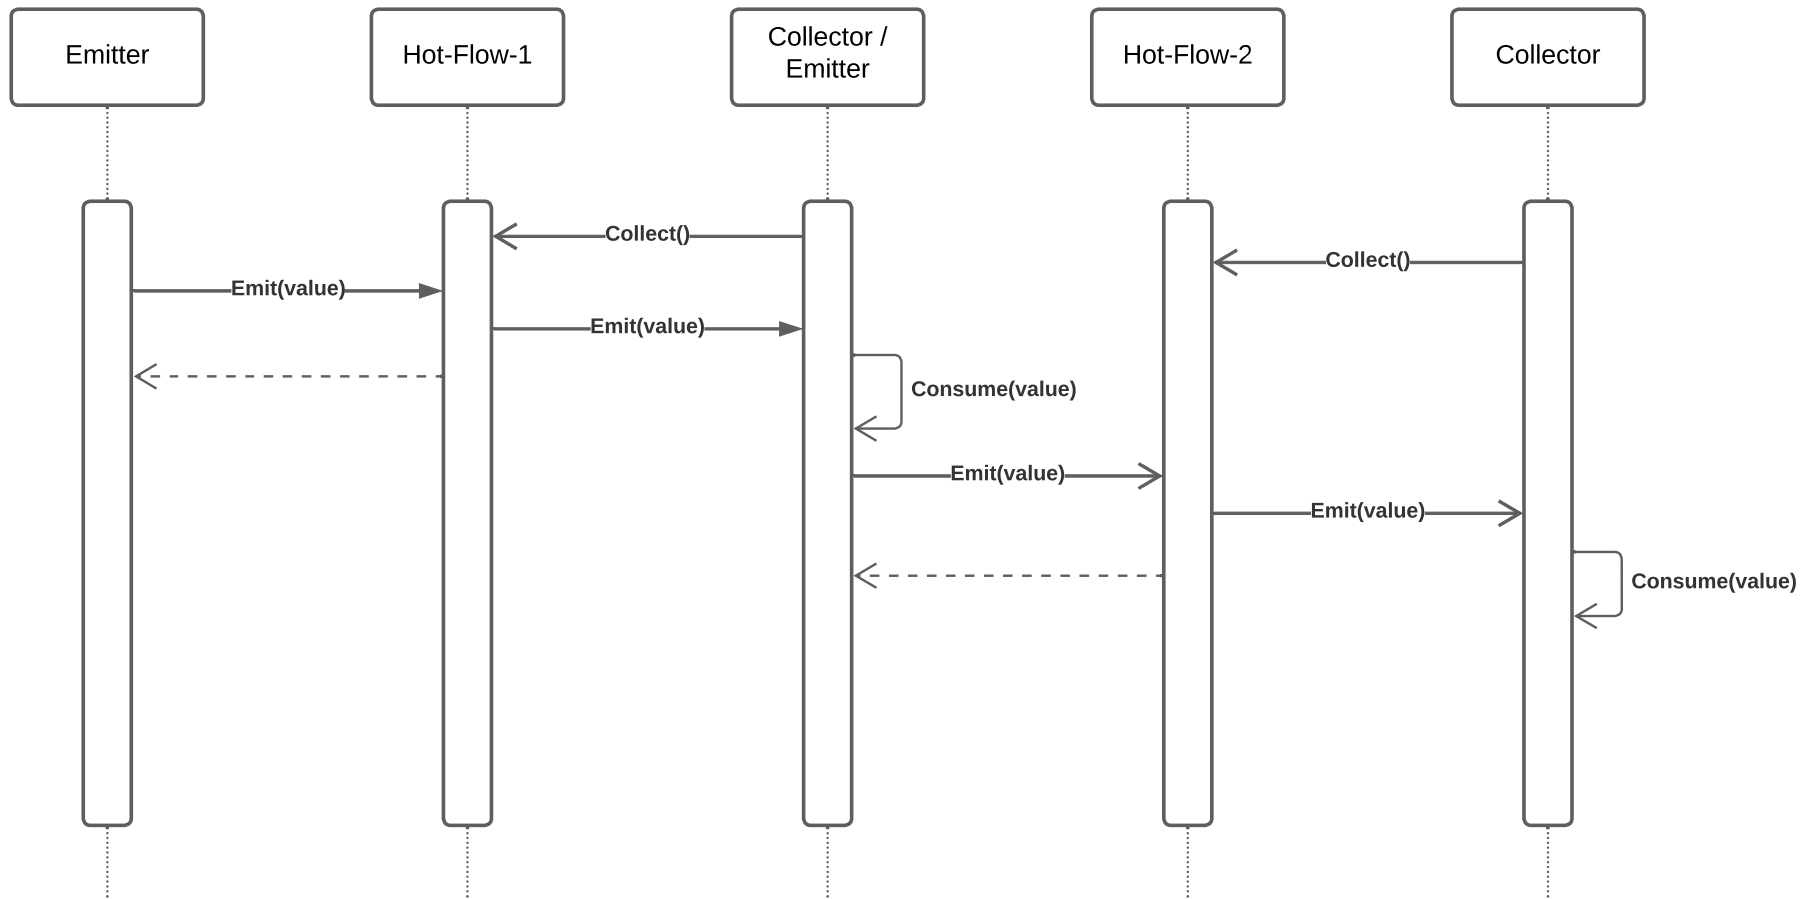 Emitter
Hot-Flow-1
Collector /
Emitter
Hot-Flow-2
Collector
Collect()
Collect()
Emit(value)
Emit(value)
Consume(value)
Emit(value)
Emit(value)
Consume(value)